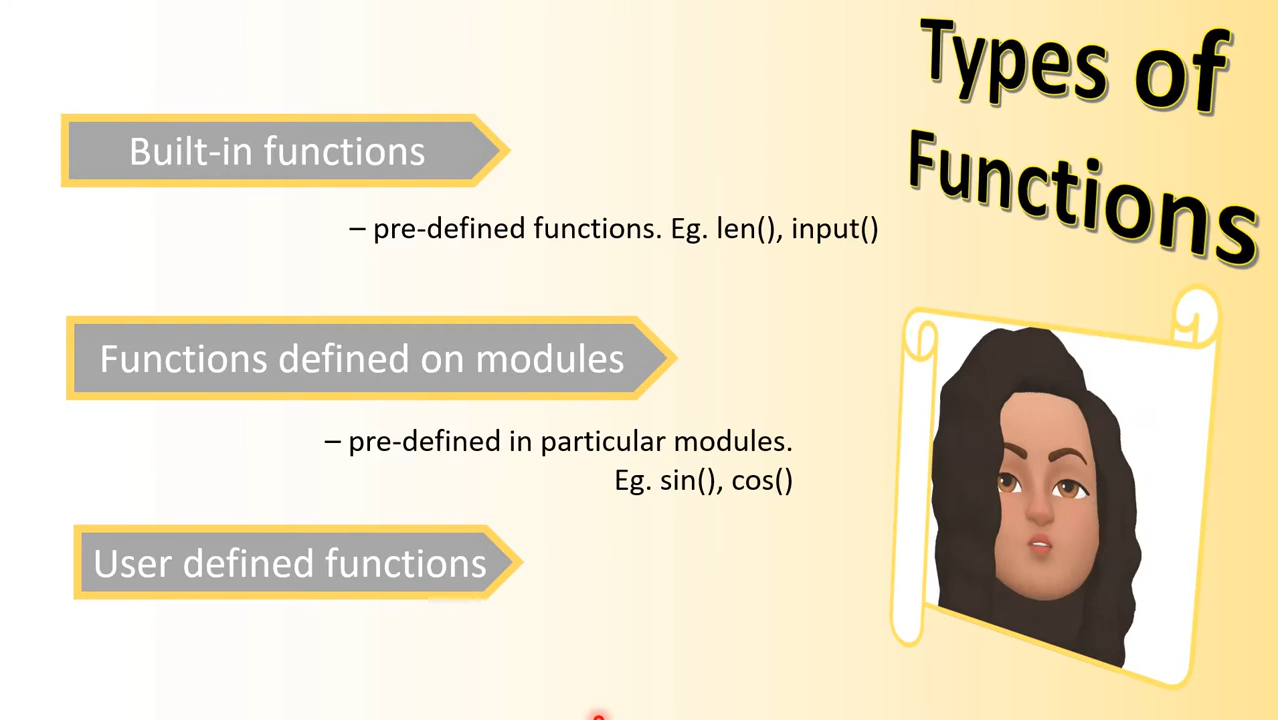 Types of
Functions
Built-in functions
– pre-defined functions. Eg. len(), input()
Functions defined on modules
– pre-defined in particular modules.
Eg. sin(), cos()
User defined functions